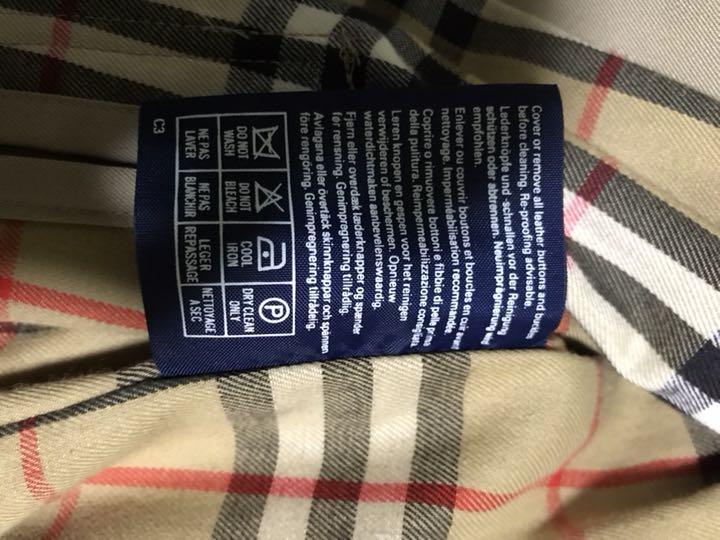 Cover or remove all leather buttons and buckles
before cleaning. Re-proofing advisable.
Lederknöpfe und -schnallen vor der Reinigung
schützen oder abtrennen. Neuimprägnierung
empfohlen.
Enlever ou couvrir boutons et boucles en cuir avant
nettoyage. Imperméabilisation recommandée
Coprire o rimuovere bottoni e fibbie di pelle prima
della pulitura. Reimpermeabilizzazione
Leren knopen en gespen voor het reinigen
verwijderen of beschermen. Opnieuw
waterdichtmaken aanbevelenswaardig.
Fjern eller overdæk læderknapper og spænder
før rensning. Genimprægnering tilrådelig.
Avlägsna eller övertäck skinnknappar och spännen
före rengöring. Genimpregnering tillrådlig.
DO NOT WASH
DO NOT BLEACH
COOL IRON
P
DRY CLEAN ONLY
NE PAS LAVER
NE PAS BLANCHIR
LEGER REPASSAGE
NETTOYAGE A SEC
C3